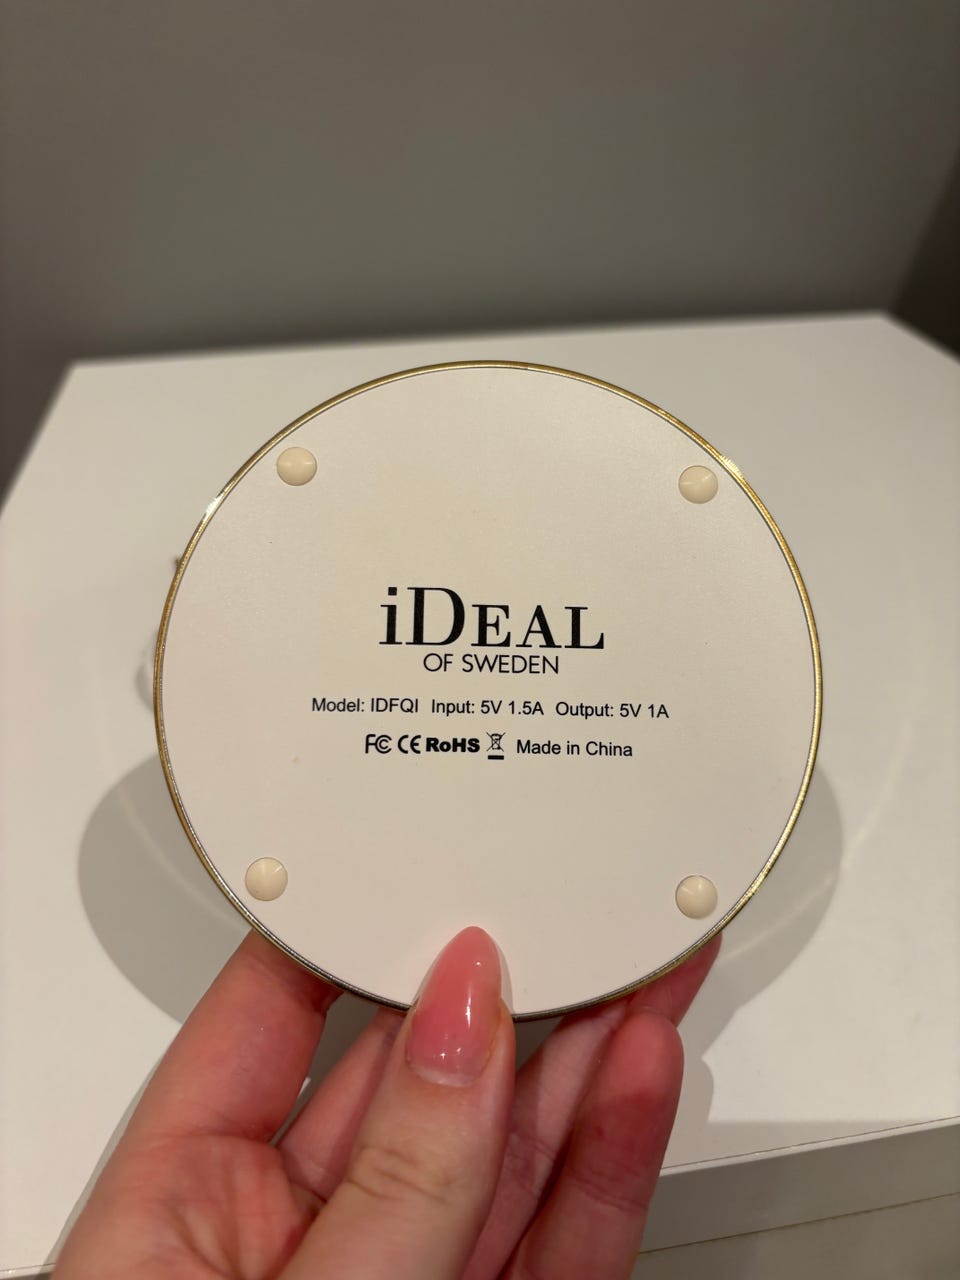 iDEAL
OF SWEDEN
Model: IDFQI Input: 5V 1.5A Output: 5V 1A
FC CE RoHS Made in China